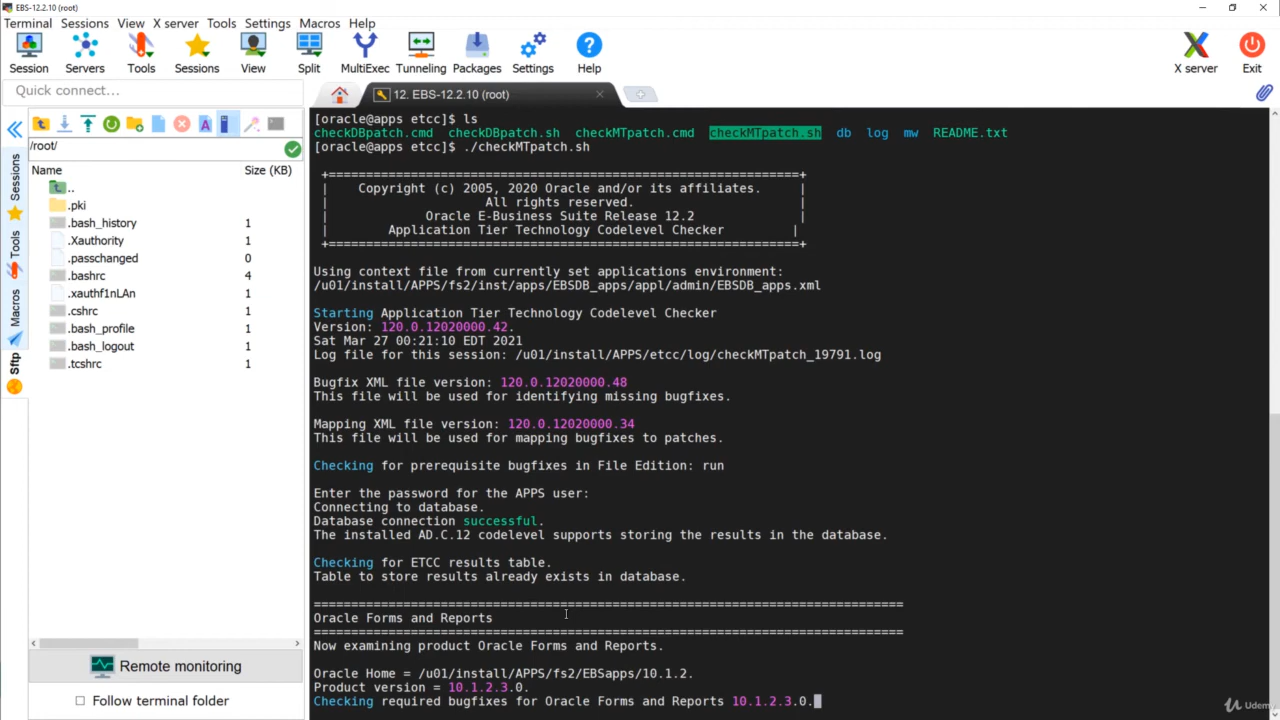 EBS-12.2.10 (root)
Terminal Sessions View X server Tools Settings Macros Help
Session Servers Tools Sessions View Split MultiExec Tunneling Packages Settings Help X server Exit
Quick connect...
12. EBS-12.2.10 (root)
/root/
Name Size (KB)
..
.pki
.bash_history 1
.Xauthority 1
.passchanged 0
.bashrc 4
.xauthf1nLAn 1
.cshrc 1
.bash_profile 1
.bash_logout 1
.tcshrc 1
Sessions
Tools
Macros
Sftp
Remote monitoring
Follow terminal folder
[oracle@apps etcc]$ ls
checkDBpatch.cmd checkDBpatch.sh checkMTpatch.cmd checkMTpatch.sh db log mw README.txt
[oracle@apps etcc]$ ./checkMTpatch.sh
+===============================================================+
| Copyright (c) 2005, 2020 Oracle and/or its affiliates. |
| All rights reserved. |
| Oracle E-Business Suite Release 12.2 |
| Application Tier Technology Codelevel Checker |
+===============================================================+
Using context file from currently set applications environment:
/u01/install/APPS/fs2/inst/apps/EBSDB_apps/appl/admin/EBSDB_apps.xml
Starting Application Tier Technology Codelevel Checker
Version: 120.0.12020000.42.
Sat Mar 27 00:21:10 EDT 2021
Log file for this session: /u01/install/APPS/etcc/log/checkMTpatch_19791.log
Bugfix XML file version: 120.0.12020000.48
This file will be used for identifying missing bugfixes.
Mapping XML file version: 120.0.12020000.34
This file will be used for mapping bugfixes to patches.
Checking for prerequisite bugfixes in File Edition: run
Enter the password for the APPS user:
Connecting to database.
Database connection successful.
The installed AD.C.12 codelevel supports storing the results in the database.
Checking for ETCC results table.
Table to store results already exists in database.
===============================================================================
Oracle Forms and Reports
===============================================================================
Now examining product Oracle Forms and Reports.
Oracle Home = /u01/install/APPS/fs2/EBSapps/10.1.2.
Product version = 10.1.2.3.0.
Checking required bugfixes for Oracle Forms and Reports 10.1.2.3.0.
Udemy